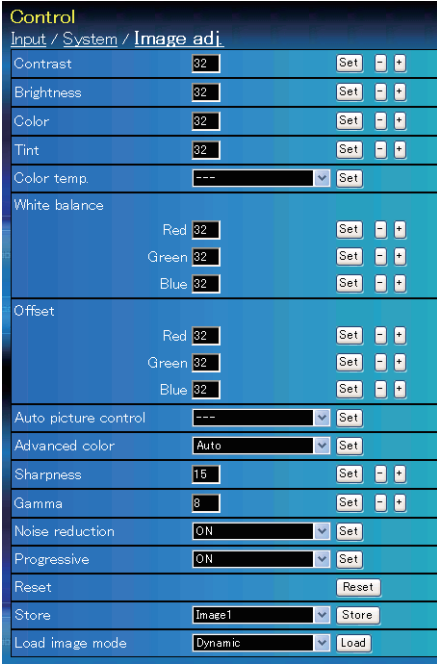 Control
Input / System / Image adj.
Contrast 32 Set - +
Brightness 32 Set - +
Color 32 Set - +
Tint 32 Set - +
Color temp. --- Set
White balance
Red 32 Set - +
Green 32 Set - +
Blue 32 Set - +
Offset
Red 32 Set - +
Green 32 Set - +
Blue 32 Set - +
Auto picture control --- Set
Advanced color Auto Set
Sharpness 15 Set - +
Gamma 8 Set - +
Noise reduction ON Set
Progressive ON Set
Reset Reset
Store Image1 Store
Load image mode Dynamic Load